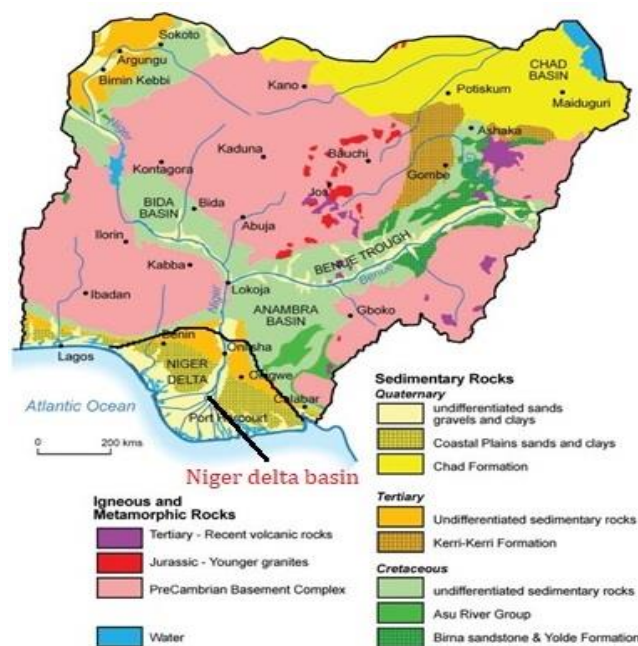 Sokoto
Argungu
Birnin Kebbi
Kano
CHAD
BASIN
Potiskum
Maiduguri
Niger
Ashaka
Kaduna
Bauchi
Kontagora
Gombe
Jos
BIDA
BASIN
Bida
Abuja
Ilorin
BENUE TROUGH
Kabba
Benue
Lokoja
Ibadan
Niger
ANAMBRA
BASIN
Gboko
Benin
Onitsha
Lagos
NIGER
DELTA
Okigwe
Calabar
Port Harcourt
Atlantic Ocean
0
200 kms
Niger delta basin
Igneous and
Metamorphic Rocks
Tertiary - Recent volcanic rocks
Jurassic - Younger granites
PreCambrian Basement Complex
Water
Sedimentary Rocks
Quaternary
undifferentiated sands
gravels and clays
Coastal Plains sands and clays
Chad Formation
Tertiary
Undifferentiated sedimentary rocks
Kerri-Kerri Formation
Cretaceous
undifferentiated sedimentary rocks
Asu River Group
Birna sandstone & Yolde Formation